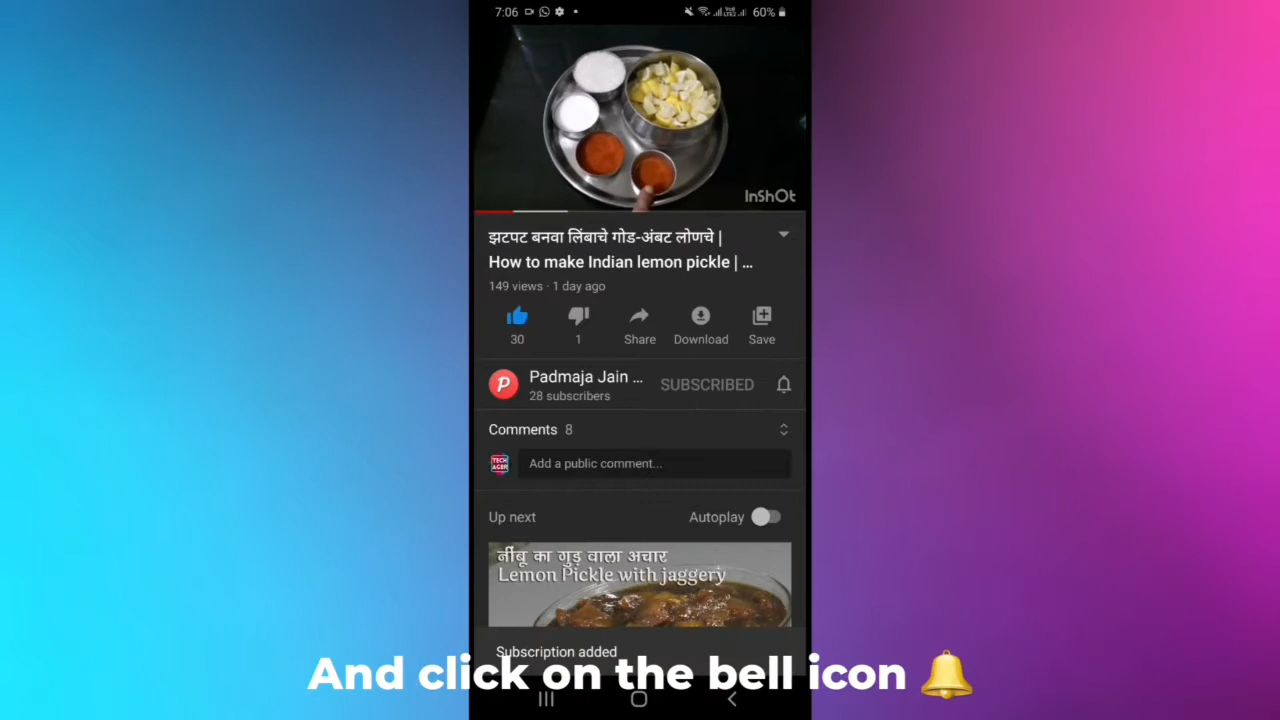 7:06
60%
InShOt
झटपट बनवा लिंबाचे गोड-अंबट लोणचे |
How to make Indian lemon pickle | ...
149 views · 1 day ago
30 1 Share Download Save
P
Padmaja Jain ... SUBSCRIBED
28 subscribers
Comments 8
TECH
AGER
Add a public comment...
Up next Autoplay
नींबू का गुड़ वाला अचार
Lemon Pickle with jaggery
Subscription added
And click on the bell icon 🔔